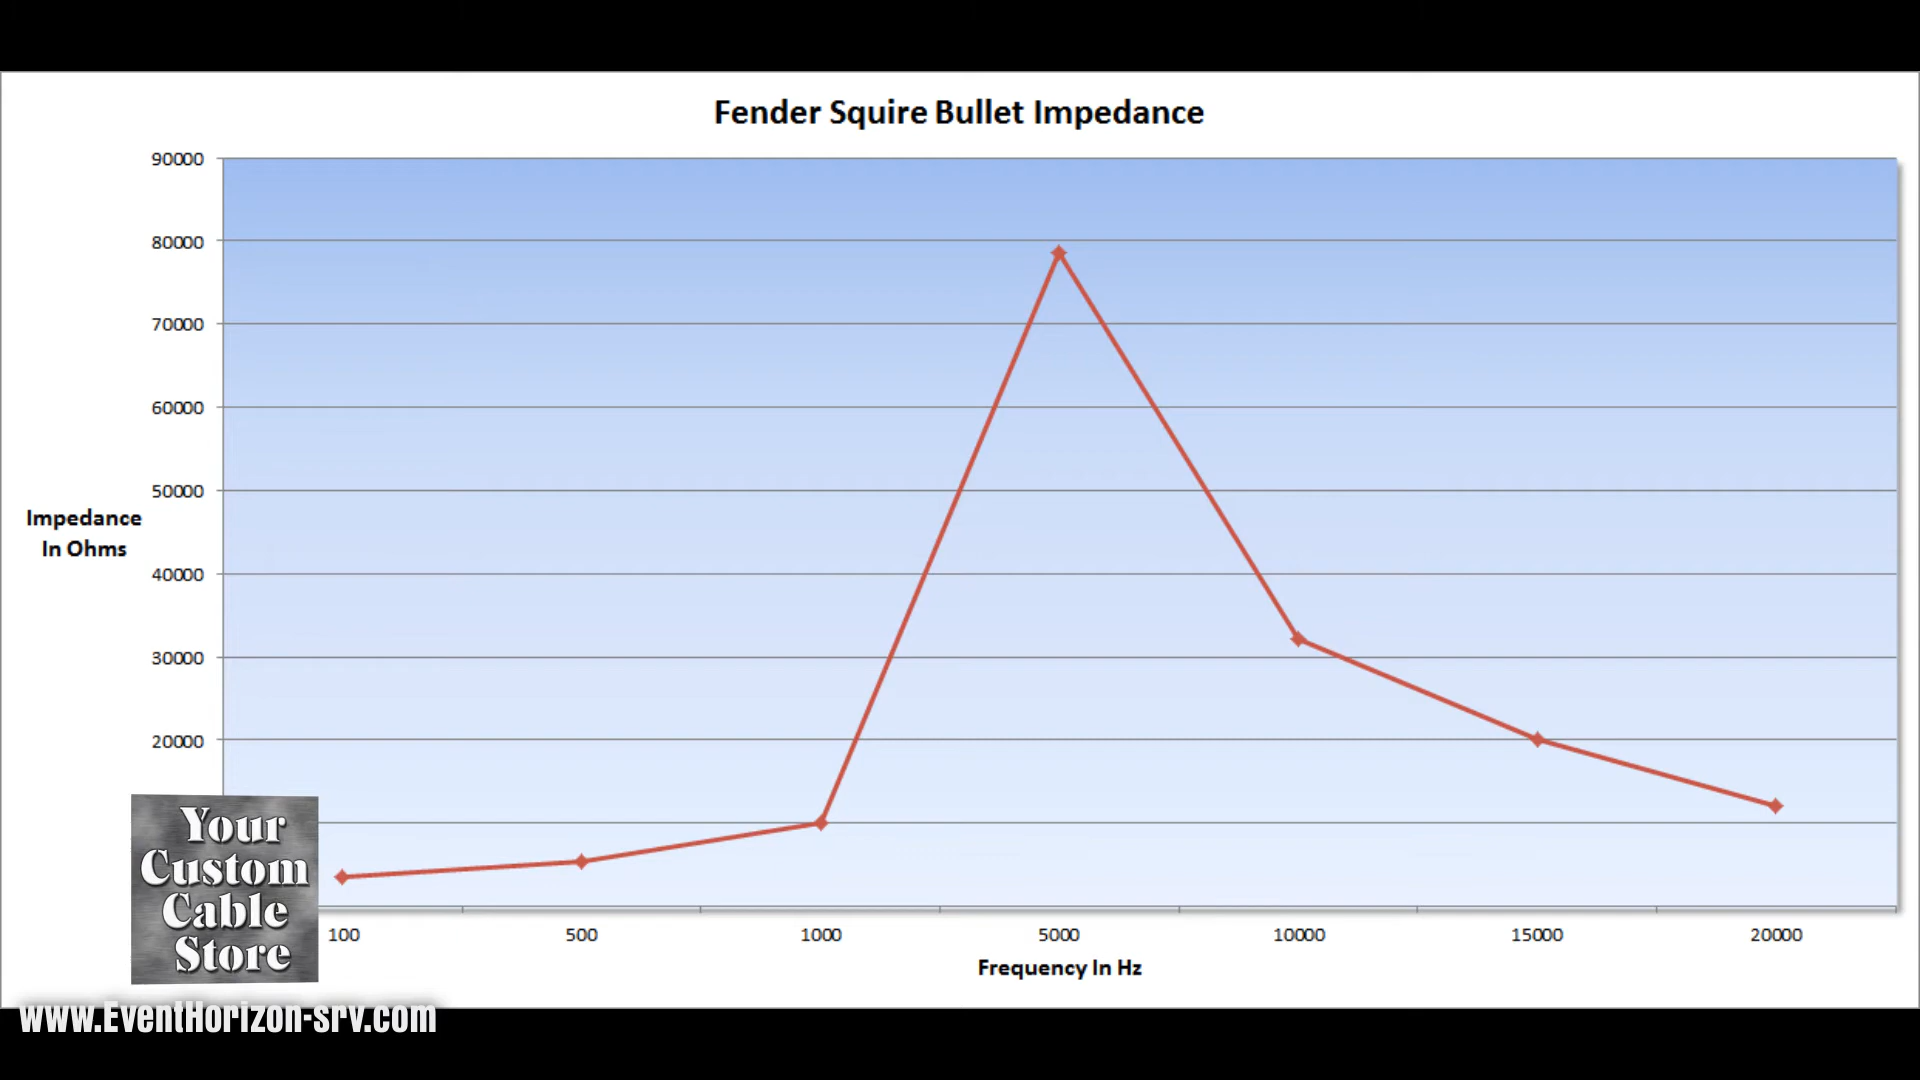 Fender Squire Bullet Impedance
90000
80000
70000
60000
50000
40000
30000
20000
Impedance
In Ohms
100 500 1000 5000 10000 15000 20000
Frequency In Hz
Your
Custom
Cable
Store
www.EventHorizon-srv.com